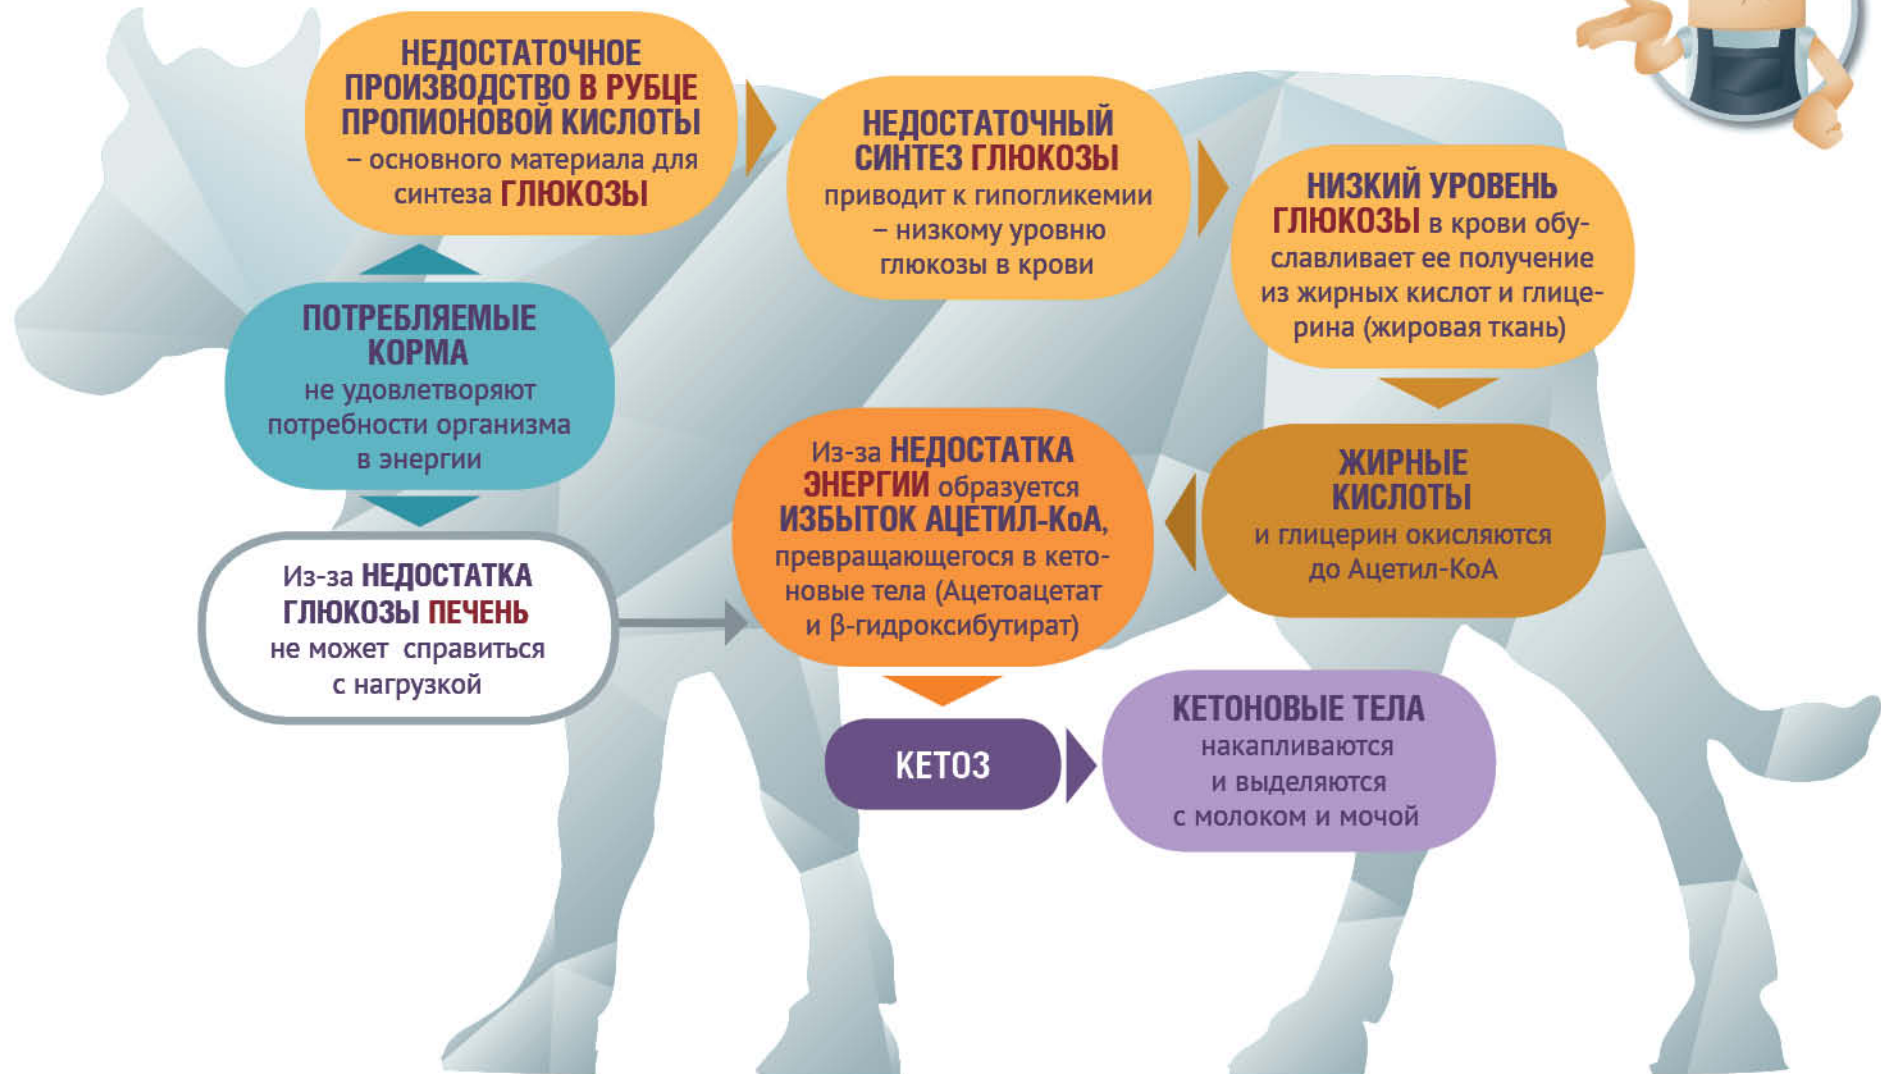 НЕДОСТАТОЧНОЕ
ПРОИЗВОДСТВО В РУБЦЕ
ПРОПИОНОВОЙ КИСЛОТЫ
– основного материала для
синтеза ГЛЮКОЗЫ
НЕДОСТАТОЧНЫЙ
СИНТЕЗ ГЛЮКОЗЫ
приводит к гипогликемии
– низкому уровню
глюкозы в крови
НИЗКИЙ УРОВЕНЬ
ГЛЮКОЗЫ в крови обу-
славливает ее получение
из жирных кислот и глице-
рина (жировая ткань)
ПОТРЕБЛЯЕМЫЕ
КОРМА
не удовлетворяют
потребности организма
в энергии
Из-за НЕДОСТАТКА
ЭНЕРГИИ образуется
ИЗБЫТОК АЦЕТИЛ-КоА,
превращающегося в кето-
новые тела (Ацетоацетат
и β-гидроксибутират)
ЖИРНЫЕ
КИСЛОТЫ
и глицерин окисляются
до Ацетил-КоА
Из-за НЕДОСТАТКА
ГЛЮКОЗЫ ПЕЧЕНЬ
не может справиться
с нагрузкой
КЕТОЗ
КЕТОНОВЫЕ ТЕЛА
накапливаются
и выделяются
с молоком и мочой